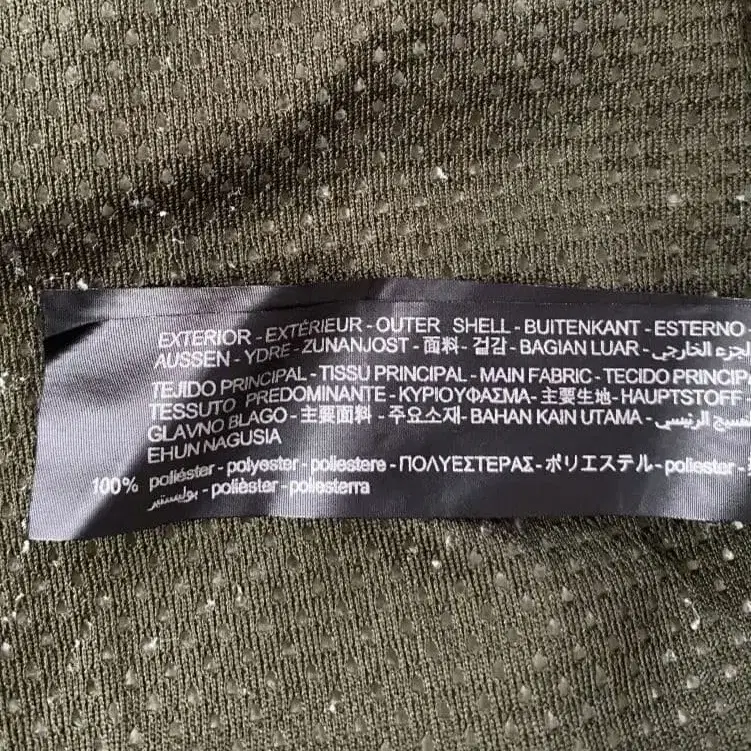 EXTERIOR - EXTÉRIEUR - OUTER SHELL - BUITENKANT - ESTERNO
AUSSEN - YDRE - ZUNANJOST - 面料 - 겉감 - BAGIAN LUAR - الجزء الخارجي
TEJIDO PRINCIPAL - TISSU PRINCIPAL - MAIN FABRIC - TECIDO
TESSUTO PREDOMINANTE - ΚΥΡΙΟΥΦΑΣΜΑ - 主要生地 - HAUPTSTOFF
GLAVNO BLAGO - 主要面料 - 주요소재 - BAHAN KAIN UTAMA - الرئيسي
EHUN NAGUSIA
100% poliéster - polyester - poliestere - ΠΟΛΥΕΣΤΕΡΑΣ - ポリエステル - poliester -
بوليستير - polièster - poliesterra